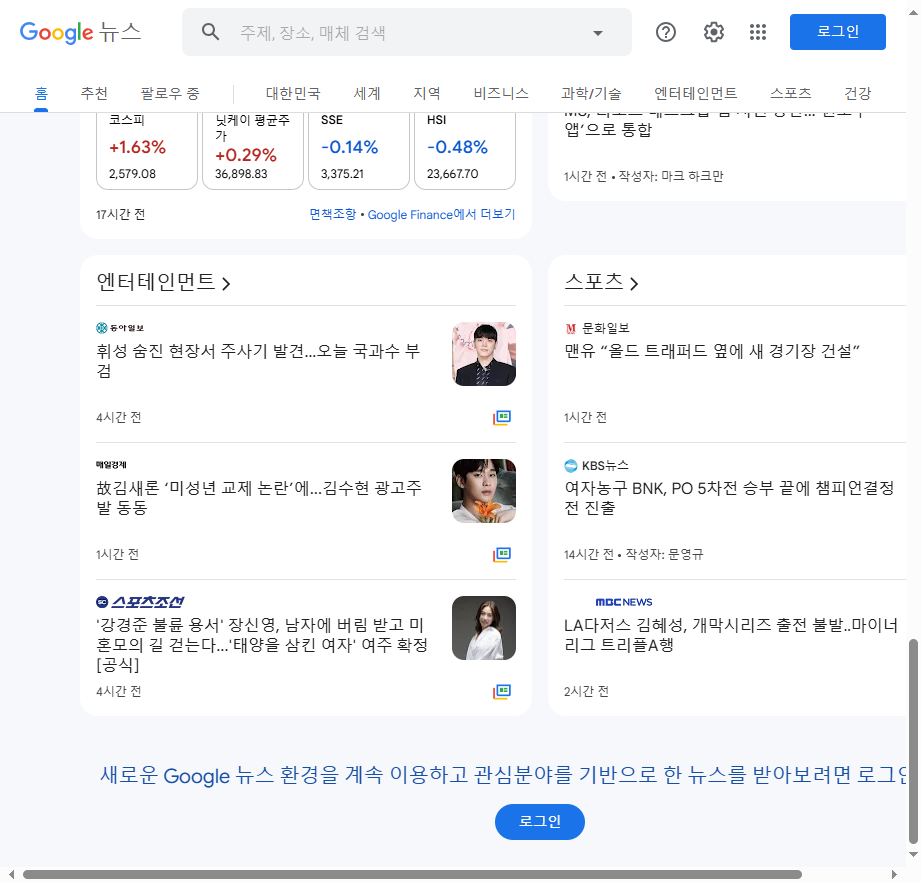 Google 뉴스
주제, 장소, 매체 검색
로그인
홈
추천
팔로우 중
대한민국
세계
지역
비즈니스
과학/기술
엔터테인먼트
스포츠
건강
코스피
+1.63%
2,579.08
닛케이 평균주
가
+0.29%
36,898.83
SSE
-0.14%
3,375.21
HSI
-0.48%
23,667.70
17시간 전
면책조항 • Google Finance에서 더보기
앱’으로 통합
1시간 전 • 작성자: 마크 하크만
엔터테인먼트
동아일보
휘성 숨진 현장서 주사기 발견...오늘 국과수 부
검
4시간 전
매일경제
故김새론 ‘미성년 교제 논란’에...김수현 광고주
발 동동
1시간 전
스포츠조선
'강경준 불륜 용서' 장신영, 남자에 버림 받고 미
혼모의 길 걷는다...'태양을 삼킨 여자' 여주 확정
[공식]
4시간 전
스포츠
문화일보
맨유 “올드 트래퍼드 옆에 새 경기장 건설”
1시간 전
KBS뉴스
여자농구 BNK, PO 5차전 승부 끝에 챔피언결정
전 진출
14시간 전 • 작성자: 문영규
MBC NEWS
LA다저스 김혜성, 개막시리즈 출전 불발..마이너
리그 트리플A행
2시간 전
새로운 Google 뉴스 환경을 계속 이용하고 관심분야를 기반으로 한 뉴스를 받아보려면 로그인
로그인